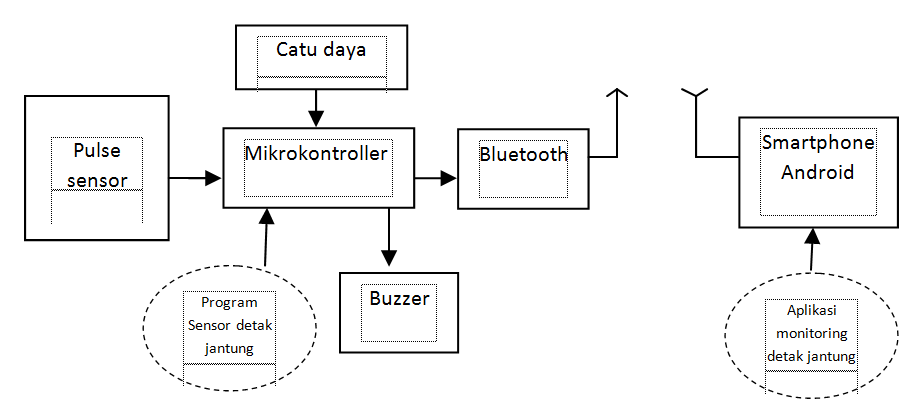 Catu daya
Pulse
sensor
Mikrokontroller
Bluetooth
Smartphone
Android
Buzzer
Program
Sensor detak
jantung
Aplikasi
monitoring
detak jantung